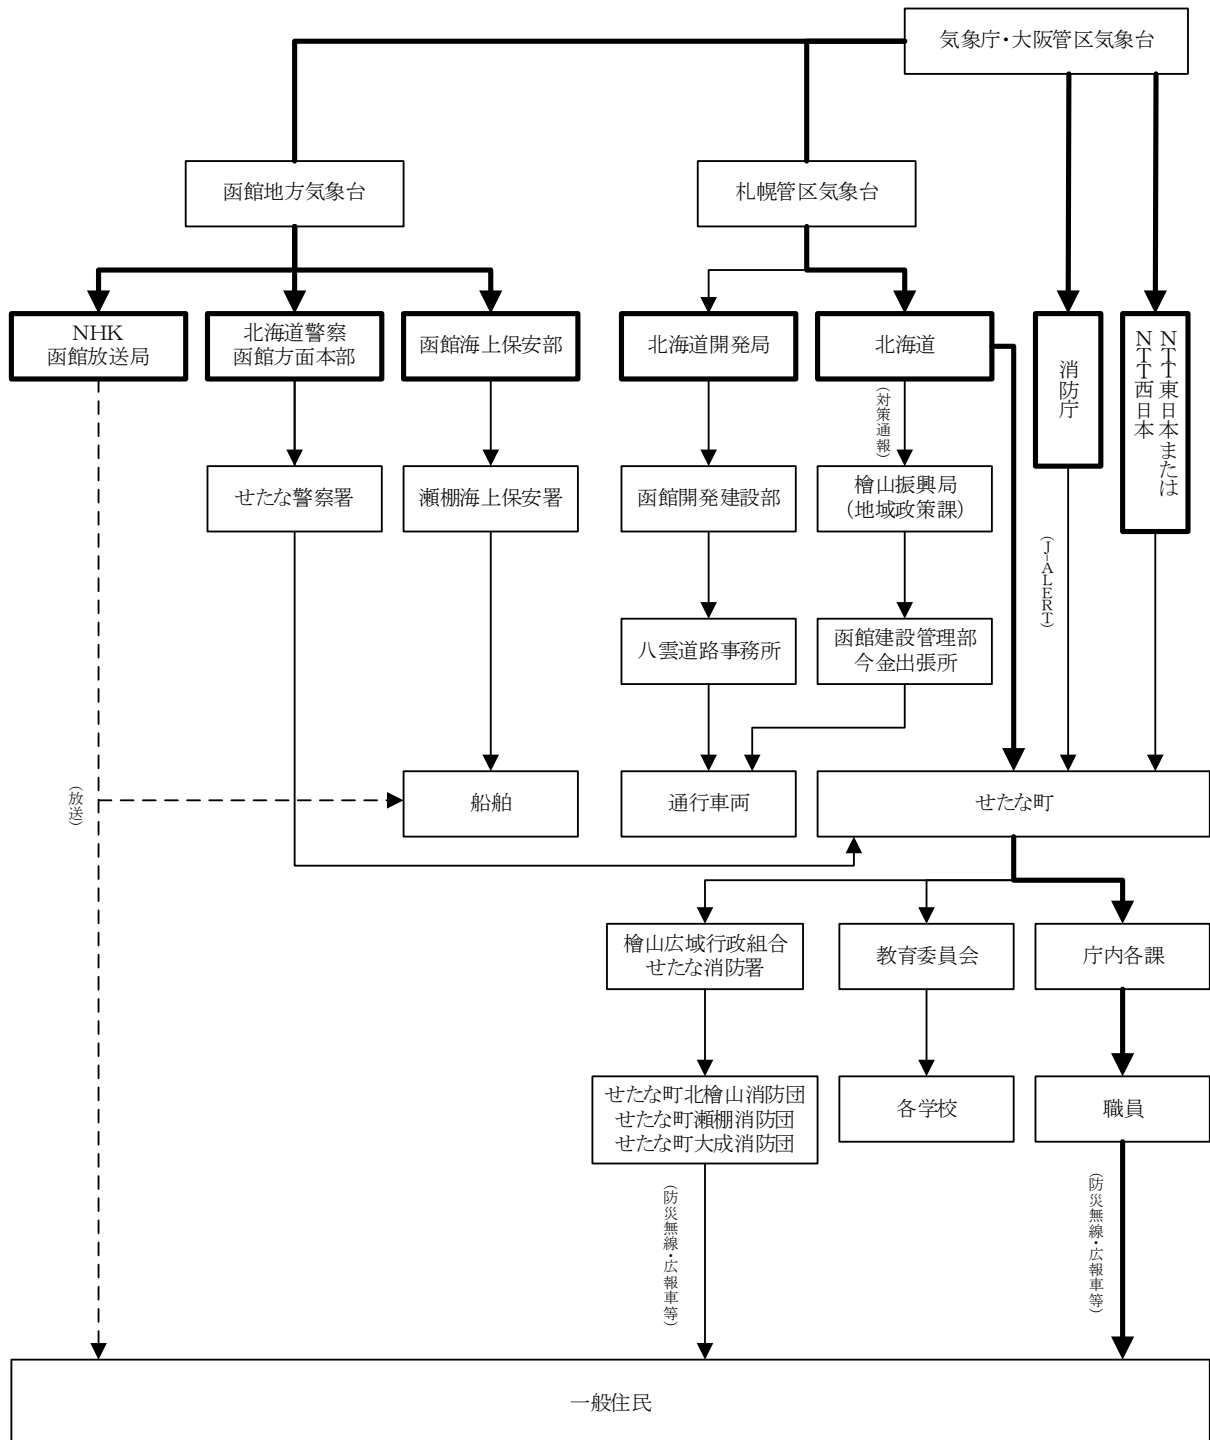 気象庁・大阪管区気象台
函館地方気象台
札幌管区気象台
NHK
函館放送局
北海道警察
函館方面本部
函館海上保安部
北海道開発局
北海道
消防庁
NTT東日本または
NTT西日本
(対策通報)
せたな警察署
瀬棚海上保安署
函館開発建設部
檜山振興局
(地域政策課)
(J-ALERT)
八雲道路事務所
函館建設管理部
今金出張所
(放送)
船舶
通行車両
せたな町
檜山広域行政組合
せたな消防署
教育委員会
庁内各課
せたな町北檜山消防団
せたな町瀬棚消防団
せたな町大成消防団
各学校
職員
(防災無線・広報車等)
(防災無線・広報車等)
一般住民